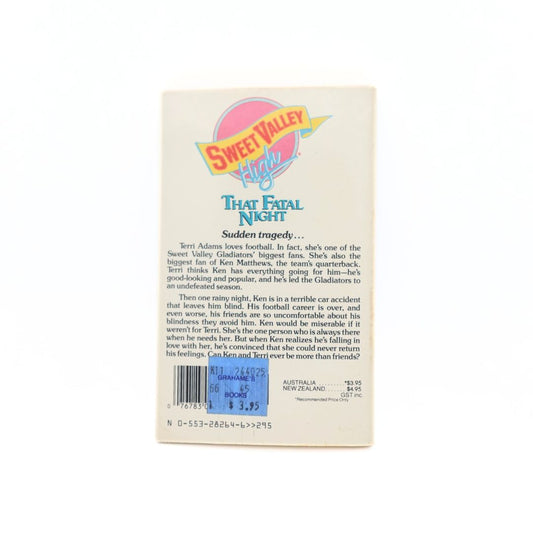 SWEET VALLEY
High
THAT FATAL
NIGHT
Sudden tragedy...
Terri Adams loves football. In fact, she's one of the
Sweet Valley Gladiators' biggest fans. She's also the
biggest fan of Ken Matthews, the team's quarterback.
Terri thinks Ken has everything going for him—he's
good-looking and popular, and he's led the Gladiators to
an undefeated season.
Then one rainy night, Ken is in a terrible car accident
that leaves him blind. His football career is over, and
even worse, his friends are so uncomfortable about his
blindness they avoid him. Ken would be miserable if it
weren't for Terri. She's the one person who is always there
when he needs her. But when Ken realizes he's falling in
love with her, he's convinced that she could never return
his feelings. Can Ken and Terri ever be more than friends?
244025
GRAHAME'S
66 45
BOOKS
$ 3.95
0 76783 0
AUSTRALIA *$3.95
NEW ZEALAND $4.95
GST inc
*Recommended Price Only
N 0-553-28264-6>>295